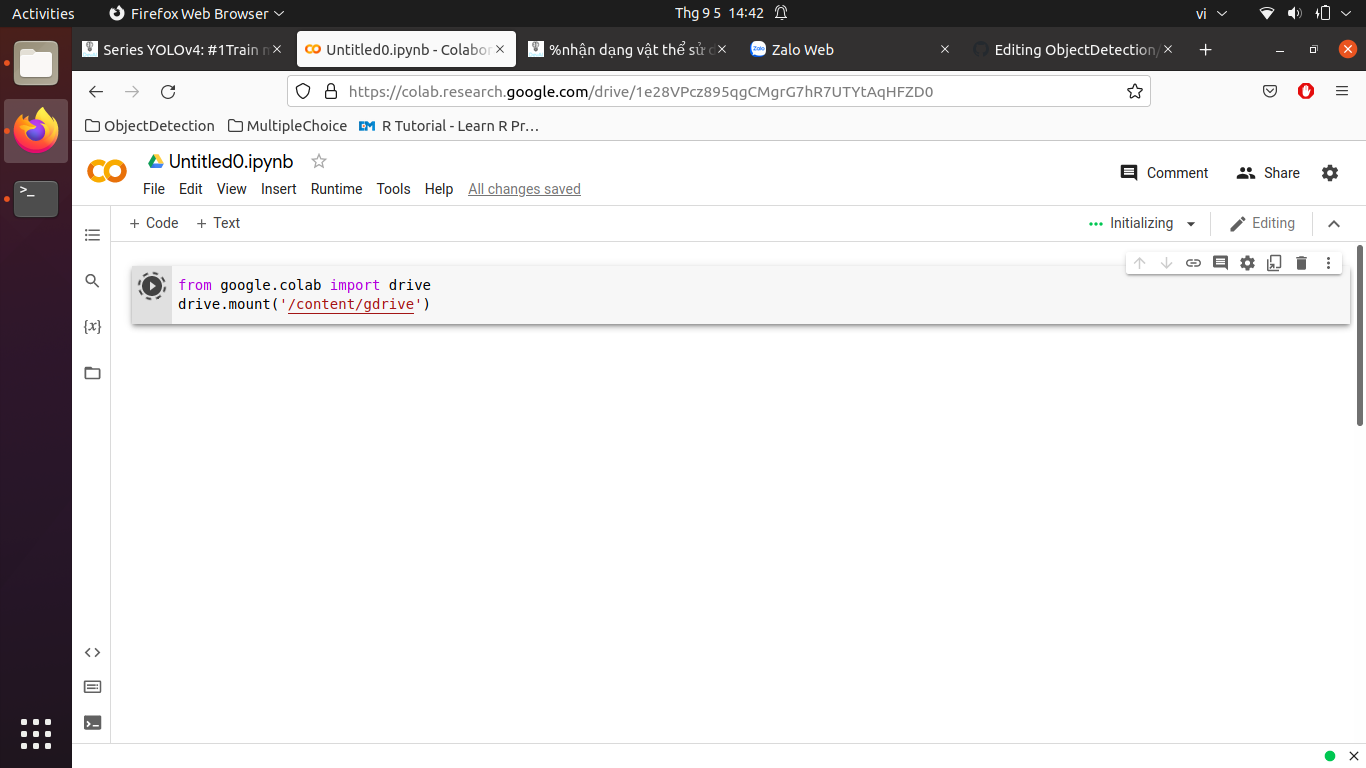 Activities Firefox Web Browser Thg 9 5 14:42 vi
Series YOLOv4: #1Train m Untitled0.ipynb - Colabor %nhận dạng vật thể sử d Zalo Web Editing ObjectDetection/
https://colab.research.google.com/drive/1e28VPcz895qgCMgrG7hR7UTYtAqHFZD0
ObjectDetection MultipleChoice R Tutorial - Learn R Pr…
Untitled0.ipynb
Comment Share
File Edit View Insert Runtime Tools Help All changes saved
+ Code + Text Initializing Editing
from google.colab import drive
drive.mount('/content/gdrive')
{x}